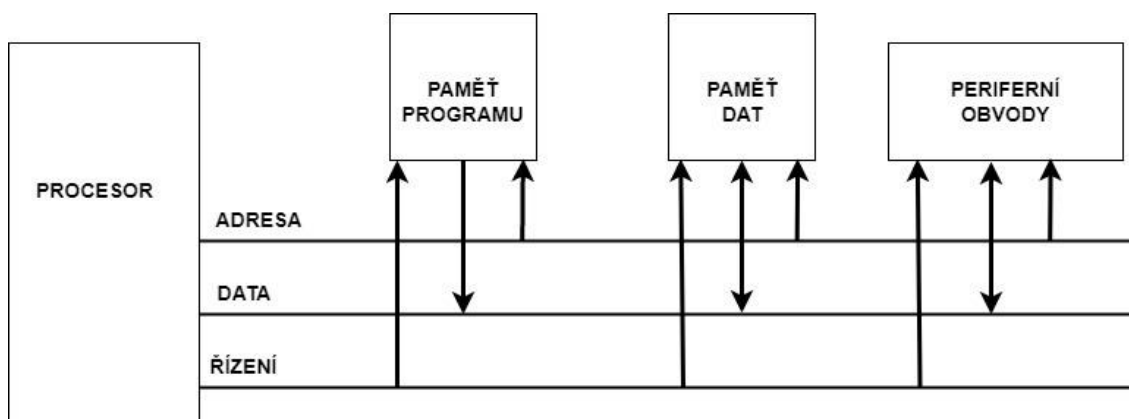 PROCESOR
PAMĚŤ
PROGRAMU
PAMĚŤ
DAT
PERIFERNÍ
OBVODY
ADRESA
DATA
ŘÍZENÍ